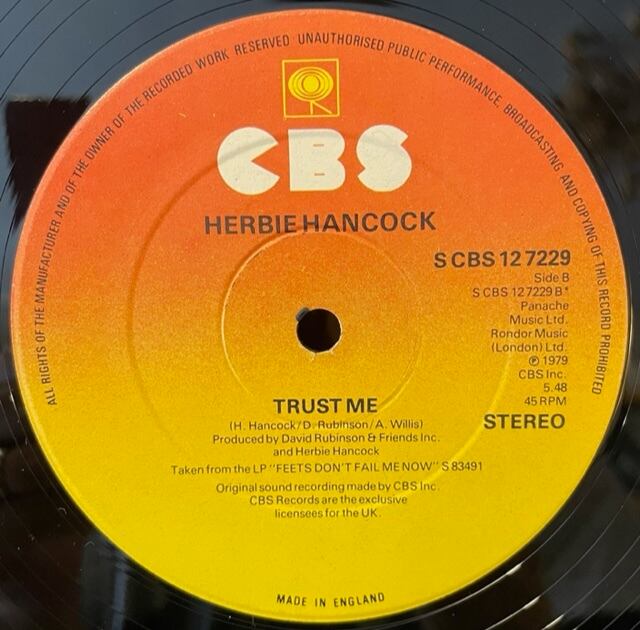 ALL RIGHTS OF THE MANUFACTURER AND OF THE OWNER OF THE RECORDED WORK RESERVED UNAUTHORISED PUBLIC PERFORMANCE, BROADCASTING AND COPYING OF THIS RECORD PROHIBITED
CBS
HERBIE HANCOCK
S CBS 12 7229
Side B
S CBS 12 7229 B*
Panache
Music Ltd.
Rondor Music
(London) Ltd.
℗ 1979
CBS Inc.
5.48
45 RPM
STEREO
TRUST ME
(H. Hancock/D. Rubinson/A. Willis)
Produced by David Rubinson & Friends Inc.
and Herbie Hancock
Taken from the LP "FEETS DON'T FAIL ME NOW" S 83491
Original sound recording made by CBS Inc.
CBS Records are the exclusive
licensees for the UK.
MADE IN ENGLAND